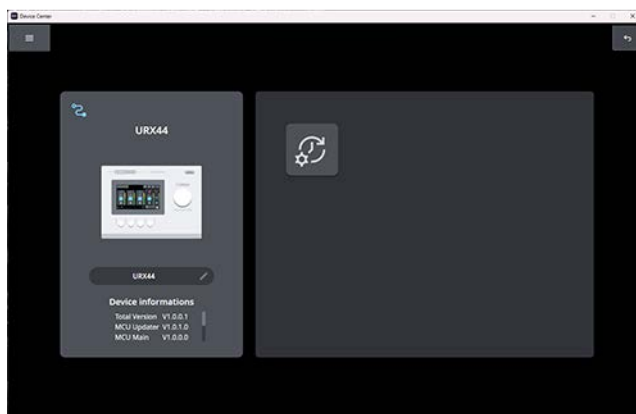 Device Center
URX44
URX44
Device informations
Total Version V1.0.0.1
MCU Updater V1.0.1.0
MCU Main V1.0.0.0